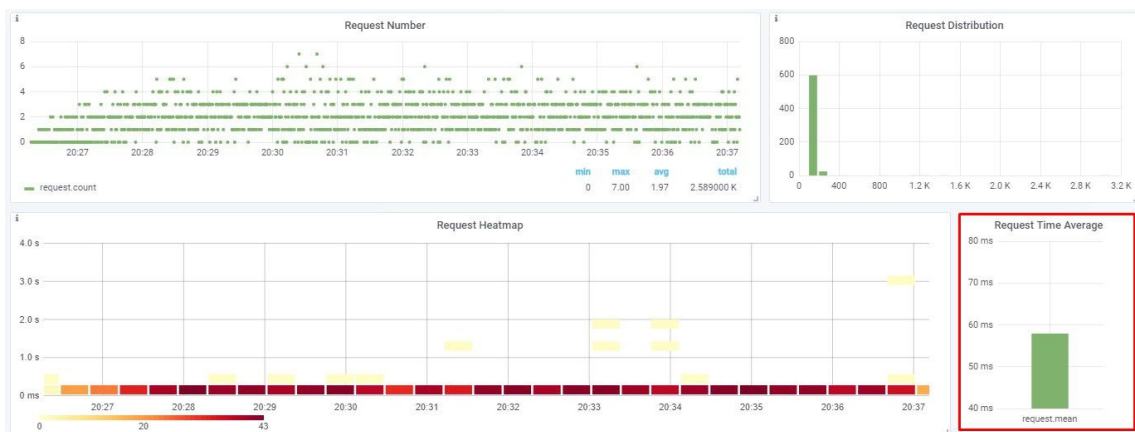 i
Request Number
8
6
4
2
0
20:27 20:28 20:29 20:30 20:31 20:32 20:33 20:34 20:35 20:36 20:37
min max avg total
request.count 0 7.00 1.97 2.589000 K
i
Request Distribution
800
600
400
200
0
0 400 800 1.2 K 1.6 K 2.0 K 2.4 K 2.8 K 3.2 K
i
Request Heatmap
4.0 s
3.0 s
2.0 s
1.0 s
0 ms
20:27 20:28 20:29 20:30 20:31 20:32 20:33 20:34 20:35 20:36 20:37
0 20 43
Request Time Average
80 ms
70 ms
60 ms
50 ms
40 ms
request.mean